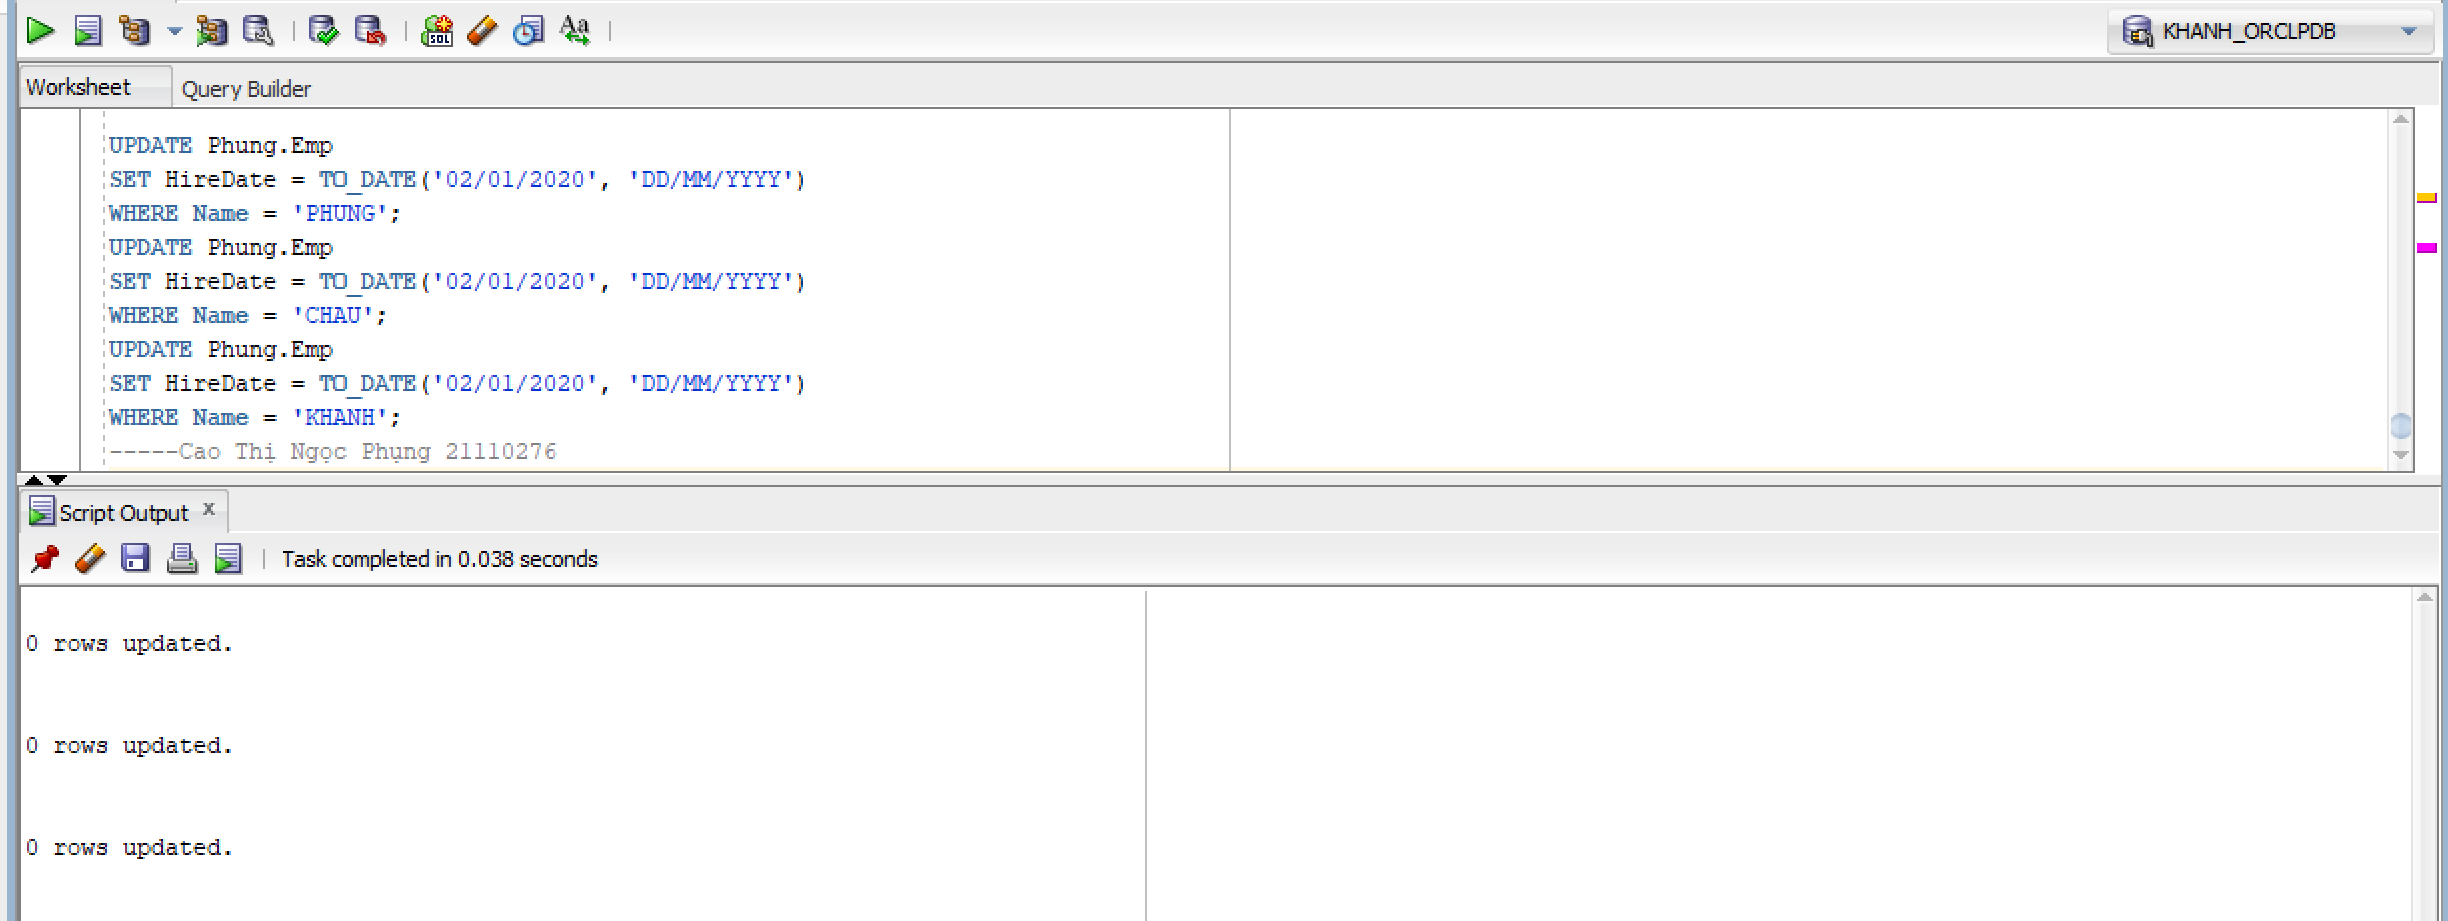 SQL
Aa
KHANH_ORCLPDB
Worksheet
Query Builder
UPDATE Phung.Emp
SET HireDate = TO_DATE('02/01/2020', 'DD/MM/YYYY')
WHERE Name = 'PHUNG';
UPDATE Phung.Emp
SET HireDate = TO_DATE('02/01/2020', 'DD/MM/YYYY')
WHERE Name = 'CHAU';
UPDATE Phung.Emp
SET HireDate = TO_DATE('02/01/2020', 'DD/MM/YYYY')
WHERE Name = 'KHANH';
-----Cao Thị Ngọc Phụng 21110276
Script Output x
Task completed in 0.038 seconds
0 rows updated.
0 rows updated.
0 rows updated.